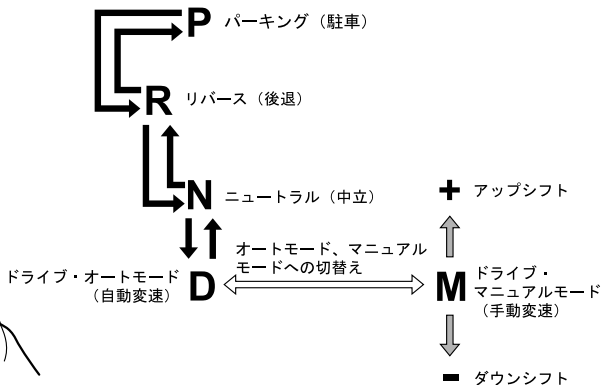 P パーキング（駐車）
R リバース（後退）
N ニュートラル（中立）
+ アップシフト
オートモード、マニュアル
モードへの切替え
ドライブ・オートモード
（自動変速）
D
M
ドライブ・
マニュアルモード
（手動変速）
- ダウンシフト